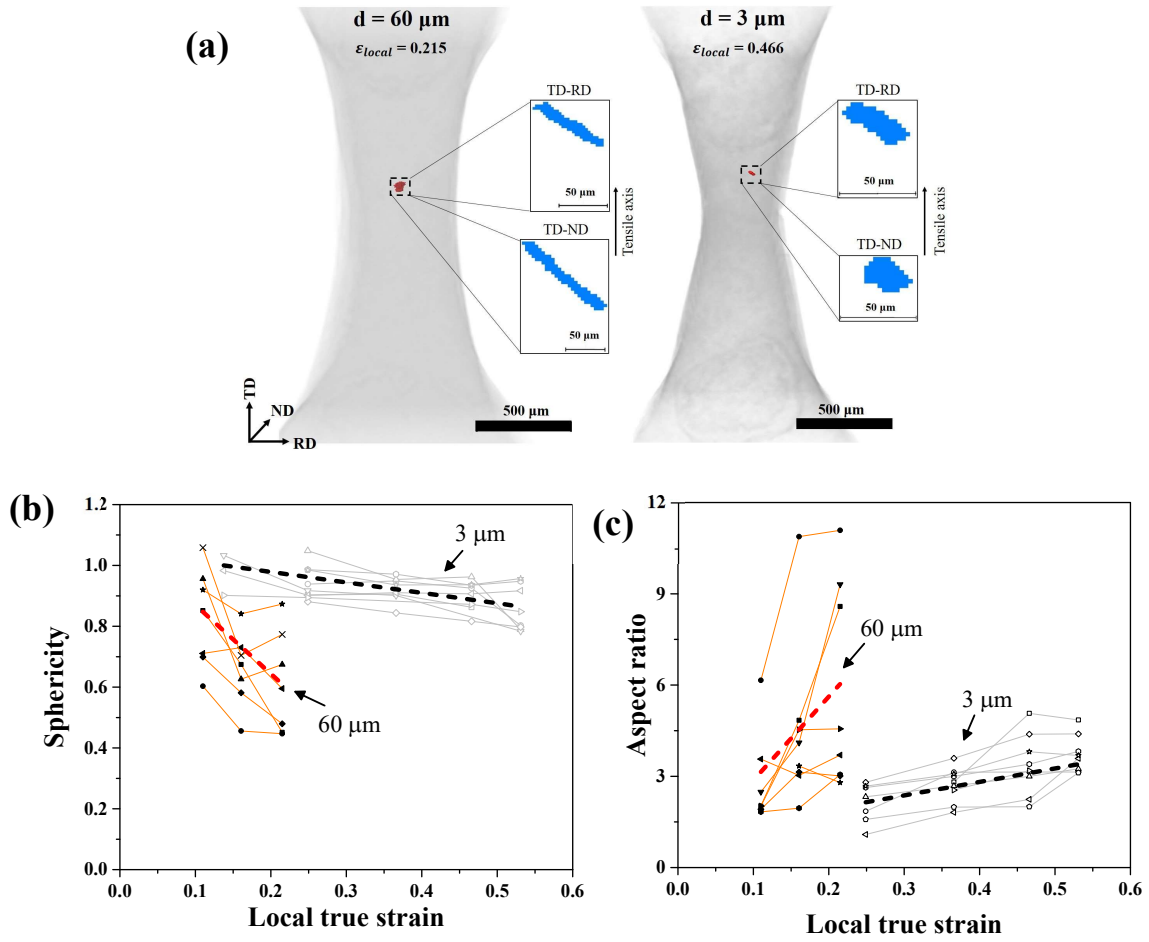 (a)
d = 60 µm
ε_local = 0.215
TD-RD
50 µm
TD-ND
50 µm
Tensile axis
TD
ND
RD
500 µm
d = 3 µm
ε_local = 0.466
TD-RD
50 µm
TD-ND
50 µm
Tensile axis
500 µm
(b)
Sphericity
1.2
1.0
0.8
0.6
0.4
0.2
0.0
3 µm
60 µm
0.0 0.1 0.2 0.3 0.4 0.5 0.6
Local true strain
(c)
Aspect ratio
12
9
6
3
0
60 µm
3 µm
0.0 0.1 0.2 0.3 0.4 0.5 0.6
Local true strain